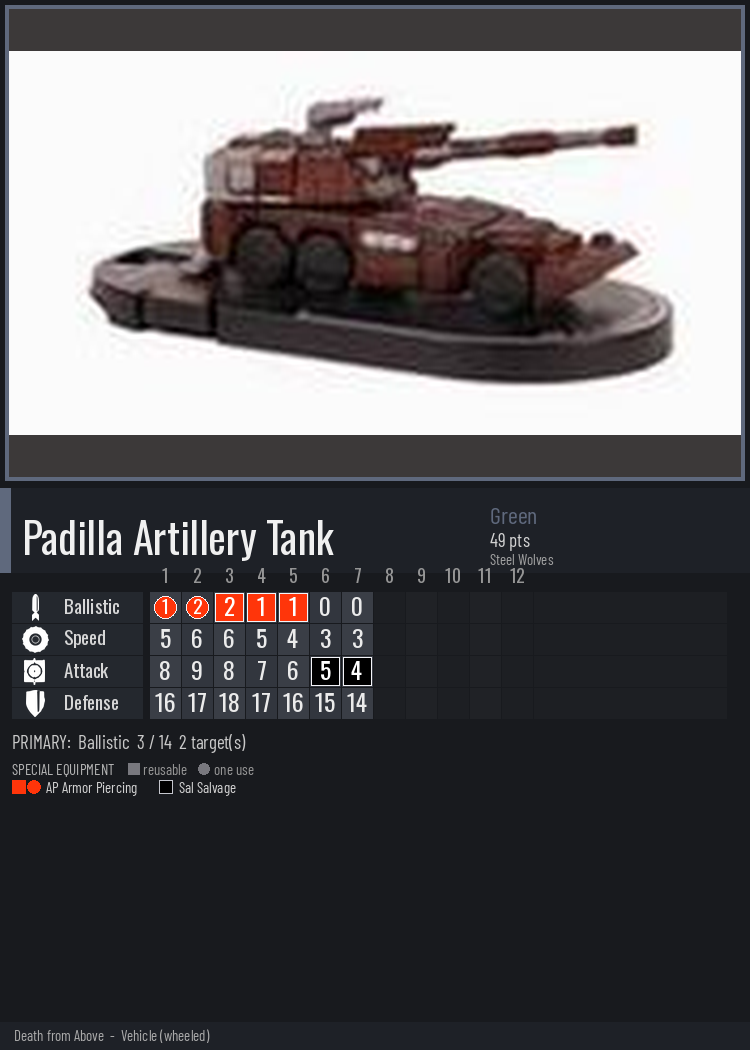 Padilla Artillery Tank
Green
49 pts
Steel Wolves
1 2 3 4 5 6 7 8 9 10 11 12
Ballistic 1 2 2 1 1 0 0
Speed 5 6 6 5 4 3 3
Attack 8 9 8 7 6 5 4
Defense 16 17 18 17 16 15 14
PRIMARY: Ballistic 3 / 14 2 target(s)
SPECIAL EQUIPMENT reusable one use
AP Armor Piercing Sal Salvage
Death from Above - Vehicle (wheeled)